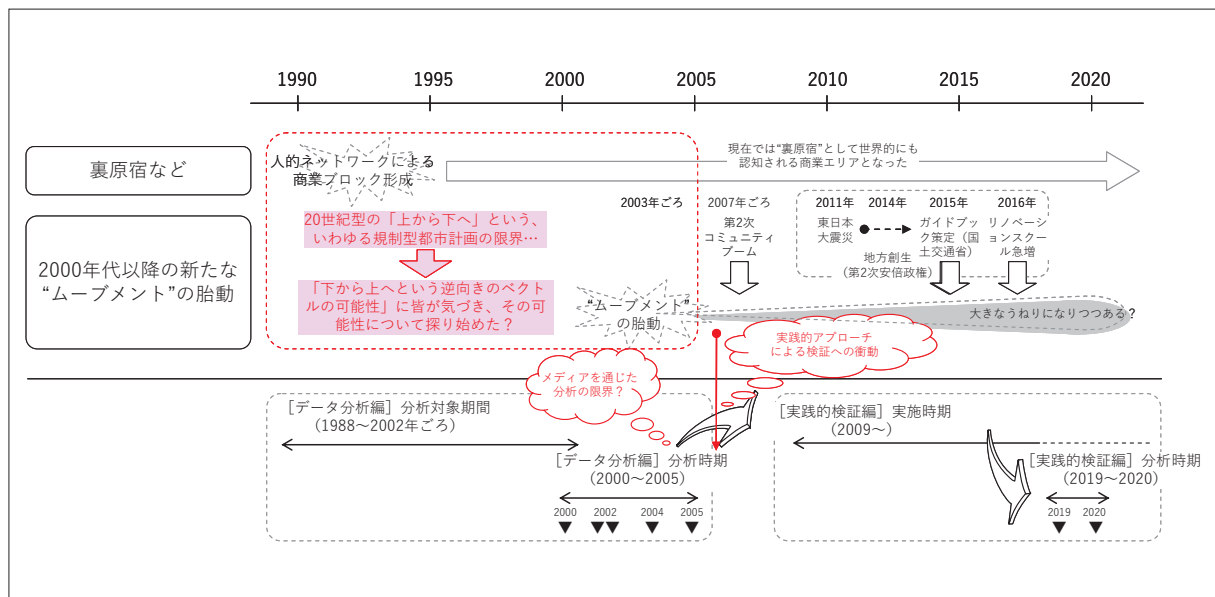 1990
1995
2000
2005
2010
2015
2020
裏原宿など
人的ネットワークによる
商業ブロック形成
現在では“裏原宿”として世界的にも
認知される商業エリアとなった
2000年代以降の新たな
“ムーブメント”の胎動
20世紀型の「上から下へ」という、
いわゆる規制型都市計画の限界…
「下から上へという逆向きのベクト
ルの可能性」に皆が気づき、その可
能性について探り始めた?
2003年ごろ
“ムーブメント”
の胎動
2007年ごろ
第2次
コミュニティ
ブーム
2011年
東日本
大震災
2014年
地方創生
(第2次安倍政権)
2015年
ガイドブッ
ク策定(国
土交通省)
2016年
リノベーシ
ョンスクー
ル急増
大きなうねりになりつつある?
実践的アプローチ
による検証への衝動
メディアを通じた
分析の限界?
[データ分析編]分析対象期間
(1988〜2002年ごろ)
[データ分析編]分析時期
(2000〜2005)
2000
2002
2004
2005
[実践的検証編]実施時期
(2009〜)
[実践的検証編]分析時期
(2019〜2020)
2019
2020